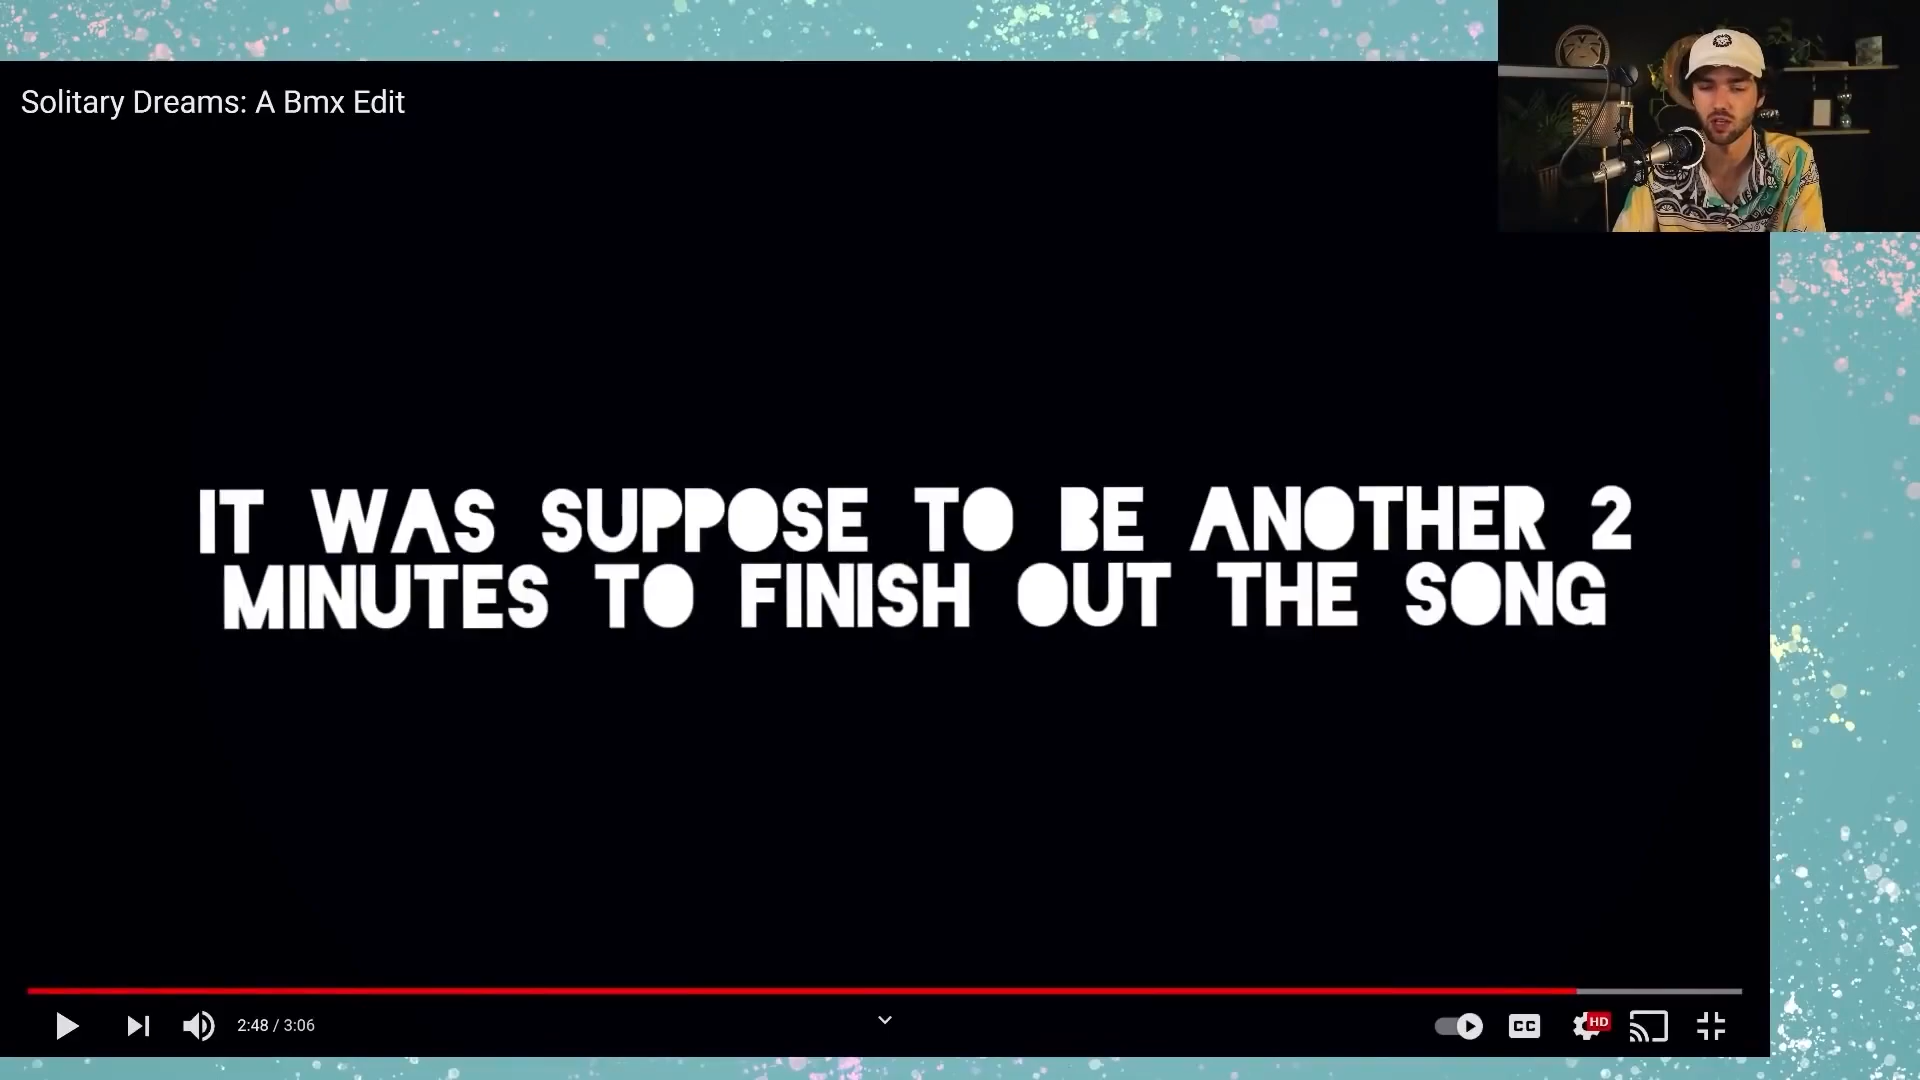 Solitary Dreams: A Bmx Edit
IT WAS SUPPOSE TO BE ANOTHER 2
MINUTES TO FINISH OUT THE SONG
2:48 / 3:06
CC
HD